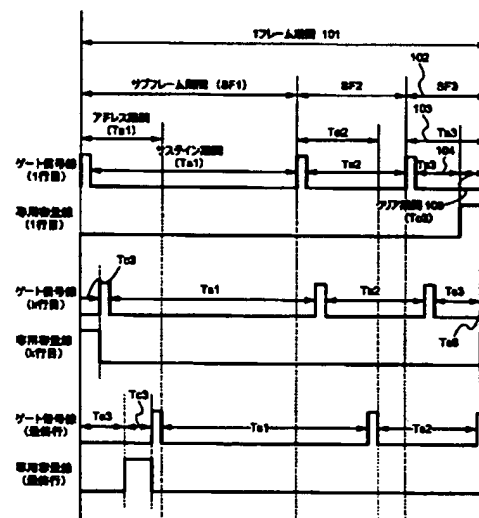 1フレーム期間 101
サブフレーム期間 (SF1)
SF2
102
SF3
アドレス期間
(Ta1)
103
Ta2
Ta3
サステイン期間
(Ts1)
ゲート信号線
(1行目)
Ts2
Ts3
104
クリア期間 105
専用容量線
(1行目)
Tc3
ゲート信号線
(k行目)
Ts1
Ts2
Ts3
専用容量線
(k行目)
Ts3
Tc3
ゲート信号線
(最終行)
Ts1
Ts2
専用容量線
(最終行)